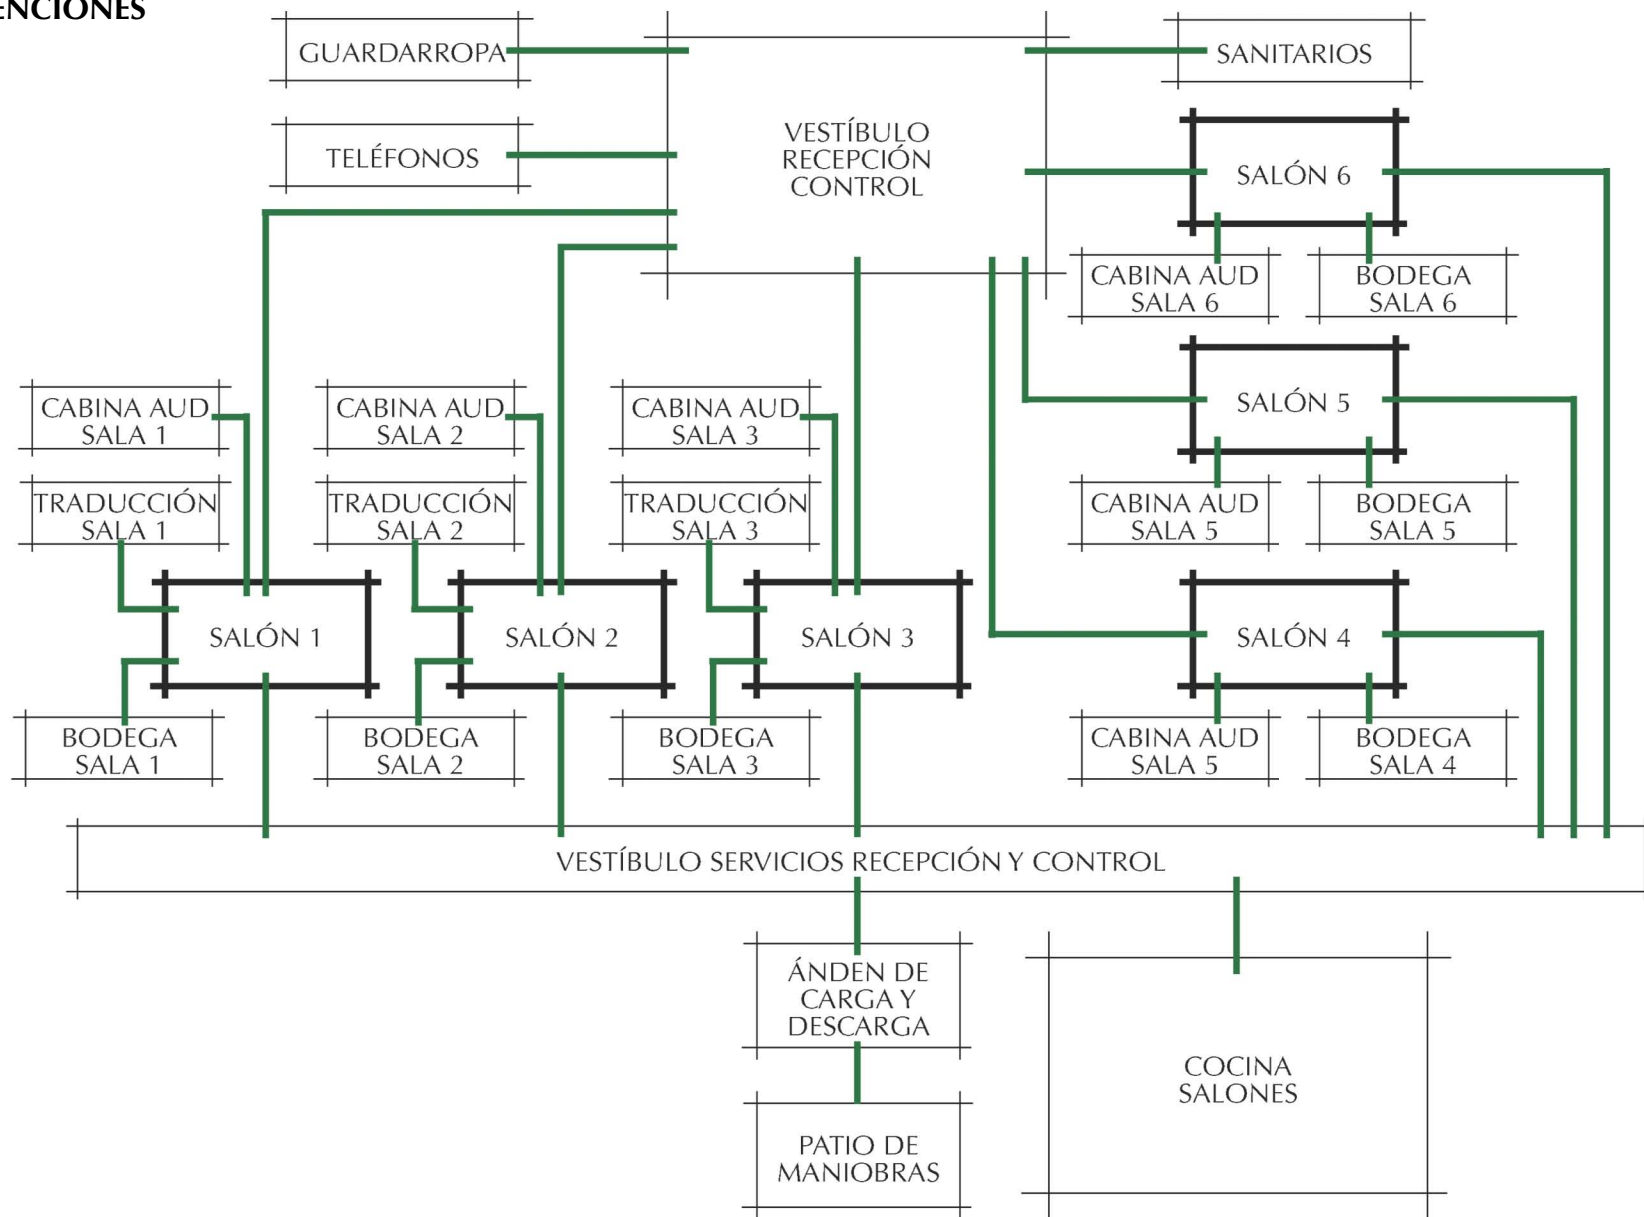 ENCIONES
GUARDARROPA
SANITARIOS
TELÉFONOS
VESTÍBULO
RECEPCIÓN
CONTROL
SALÓN 6
CABINA AUD
SALA 6
BODEGA
SALA 6
SALÓN 5
CABINA AUD
SALA 5
BODEGA
SALA 5
CABINA AUD
SALA 1
CABINA AUD
SALA 2
CABINA AUD
SALA 3
TRADUCCIÓN
SALA 1
TRADUCCIÓN
SALA 2
TRADUCCIÓN
SALA 3
SALÓN 1
SALÓN 2
SALÓN 3
SALÓN 4
BODEGA
SALA 1
BODEGA
SALA 2
BODEGA
SALA 3
CABINA AUD
SALA 5
BODEGA
SALA 4
VESTÍBULO SERVICIOS RECEPCIÓN Y CONTROL
ÁNDEN DE
CARGA Y
DESCARGA
COCINA
SALONES
PATIO DE
MANIOBRAS